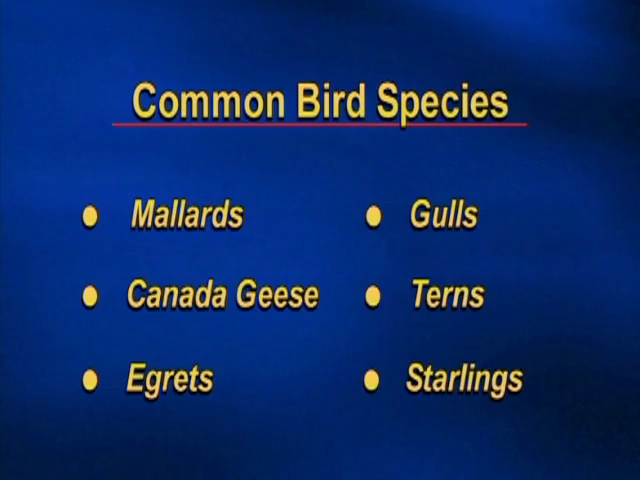 Common Bird Species
Mallards
Canada Geese
Egrets
Gulls
Terns
Starlings